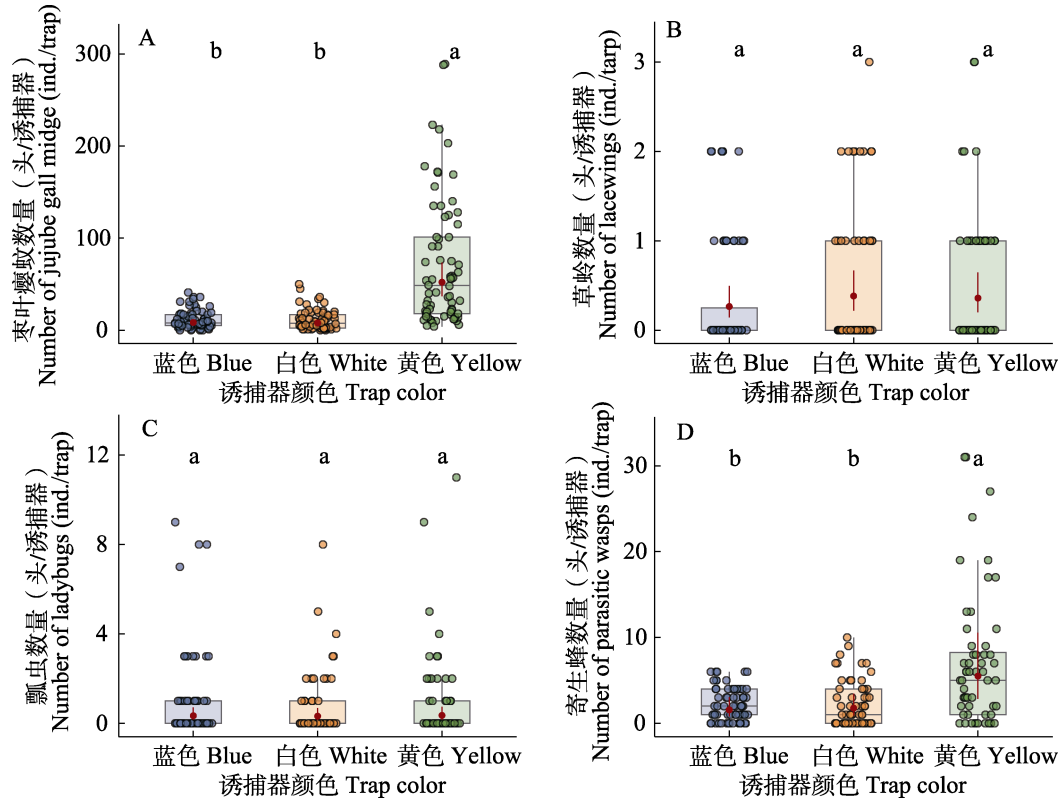 A
枣叶瘿蚊数量（头/诱捕器）
Number of jujube gall midge (ind./trap)
300
200
100
0
b
b
a
蓝色 Blue
白色 White
黄色 Yellow
诱捕器颜色 Trap color
B
草蛉数量（头/诱捕器）
Number of lacewings (ind./tarp)
3
2
1
0
a
a
a
蓝色 Blue
白色 White
黄色 Yellow
诱捕器颜色 Trap color
C
瓢虫数量（头/诱捕器）
Number of ladybugs (ind./trap)
12
8
4
0
a
a
a
蓝色 Blue
白色 White
黄色 Yellow
诱捕器颜色 Trap color
D
寄生蜂数量（头/诱捕器）
Number of parasitic wasps (ind./trap)
30
20
10
0
b
b
a
蓝色 Blue
白色 White
黄色 Yellow
诱捕器颜色 Trap color